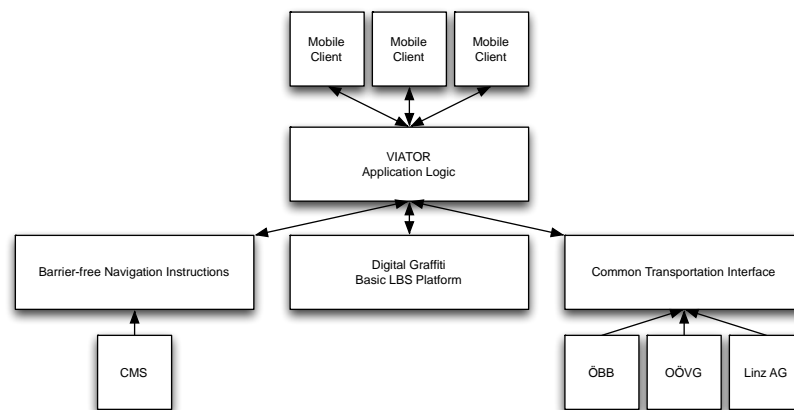 Mobile
Client
Mobile
Client
Mobile
Client
VIATOR
Application Logic
Barrier-free Navigation Instructions
Digital Graffiti
Basic LBS Platform
Common Transportation Interface
CMS
ÖBB
OÖVG
Linz AG